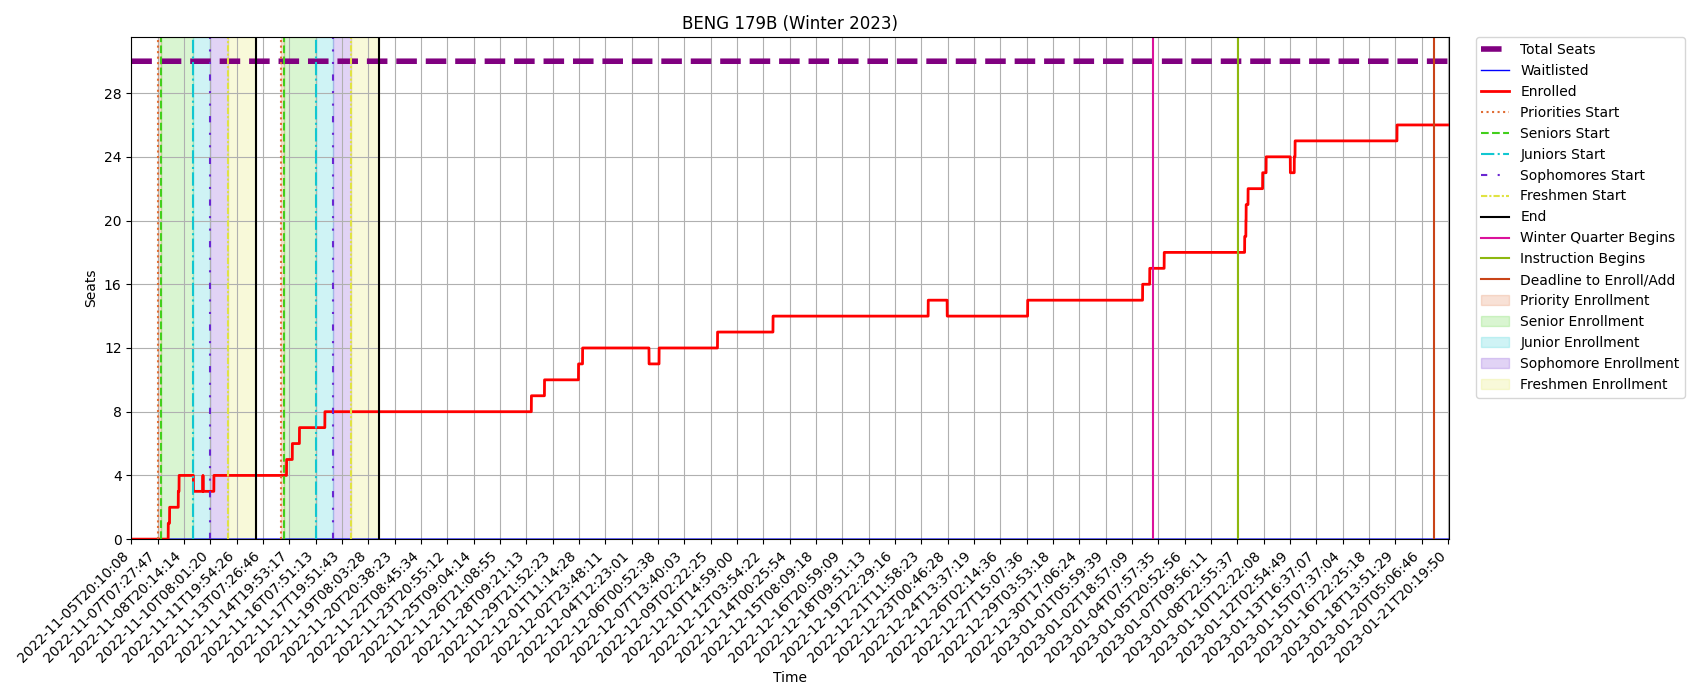 BENG 179B (Winter 2023)
Seats
28
24
20
16
12
8
4
0
2022-11-05T20:10:08
2022-11-07T07:27:47
2022-11-08T20:14:14
2022-11-10T08:01:20
2022-11-11T19:54:26
2022-11-13T07:26:46
2022-11-14T19:53:17
2022-11-16T07:51:13
2022-11-17T19:51:43
2022-11-19T08:03:28
2022-11-20T20:38:23
2022-11-22T08:45:34
2022-11-23T20:55:12
2022-11-25T09:04:14
2022-11-26T21:08:55
2022-11-28T09:21:13
2022-11-29T21:52:23
2022-12-01T11:14:28
2022-12-02T23:48:11
2022-12-04T12:23:01
2022-12-06T00:52:38
2022-12-07T13:40:03
2022-12-09T02:22:25
2022-12-10T14:59:00
2022-12-12T03:54:22
2022-12-14T00:25:54
2022-12-15T08:09:18
2022-12-16T20:59:09
2022-12-18T09:51:13
2022-12-19T22:29:16
2022-12-21T11:58:23
2022-12-23T00:46:28
2022-12-24T13:37:19
2022-12-26T02:14:36
2022-12-27T15:07:36
2022-12-29T03:53:18
2022-12-30T17:06:24
2023-01-01T05:59:39
2023-01-02T18:57:09
2023-01-04T07:57:35
2023-01-05T20:52:56
2023-01-07T09:56:11
2023-01-08T22:55:37
2023-01-10T12:22:08
2023-01-12T02:54:49
2023-01-13T16:37:07
2023-01-15T07:37:04
2023-01-16T22:25:18
2023-01-18T13:51:29
2023-01-20T05:06:46
2023-01-21T20:19:50
Time
Total Seats
Waitlisted
Enrolled
Priorities Start
Seniors Start
Juniors Start
Sophomores Start
Freshmen Start
End
Winter Quarter Begins
Instruction Begins
Deadline to Enroll/Add
Priority Enrollment
Senior Enrollment
Junior Enrollment
Sophomore Enrollment
Freshmen Enrollment